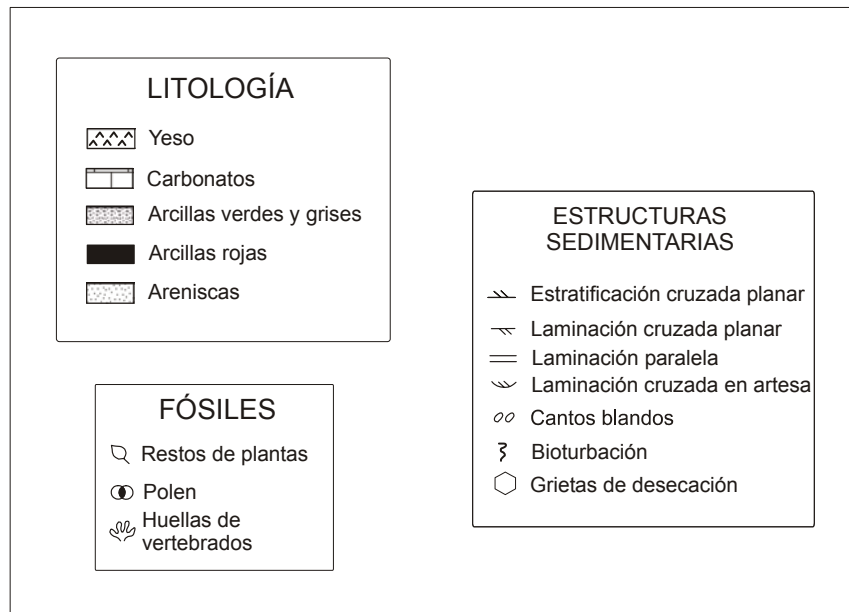 LITOLOGÍA
Yeso
Carbonatos
Arcillas verdes y grises
Arcillas rojas
Areniscas
FÓSILES
Restos de plantas
Polen
Huellas de
vertebrados
ESTRUCTURAS
SEDIMENTARIAS
Estratificación cruzada planar
Laminación cruzada planar
Laminación paralela
Laminación cruzada en artesa
Cantos blandos
Bioturbación
Grietas de desecación